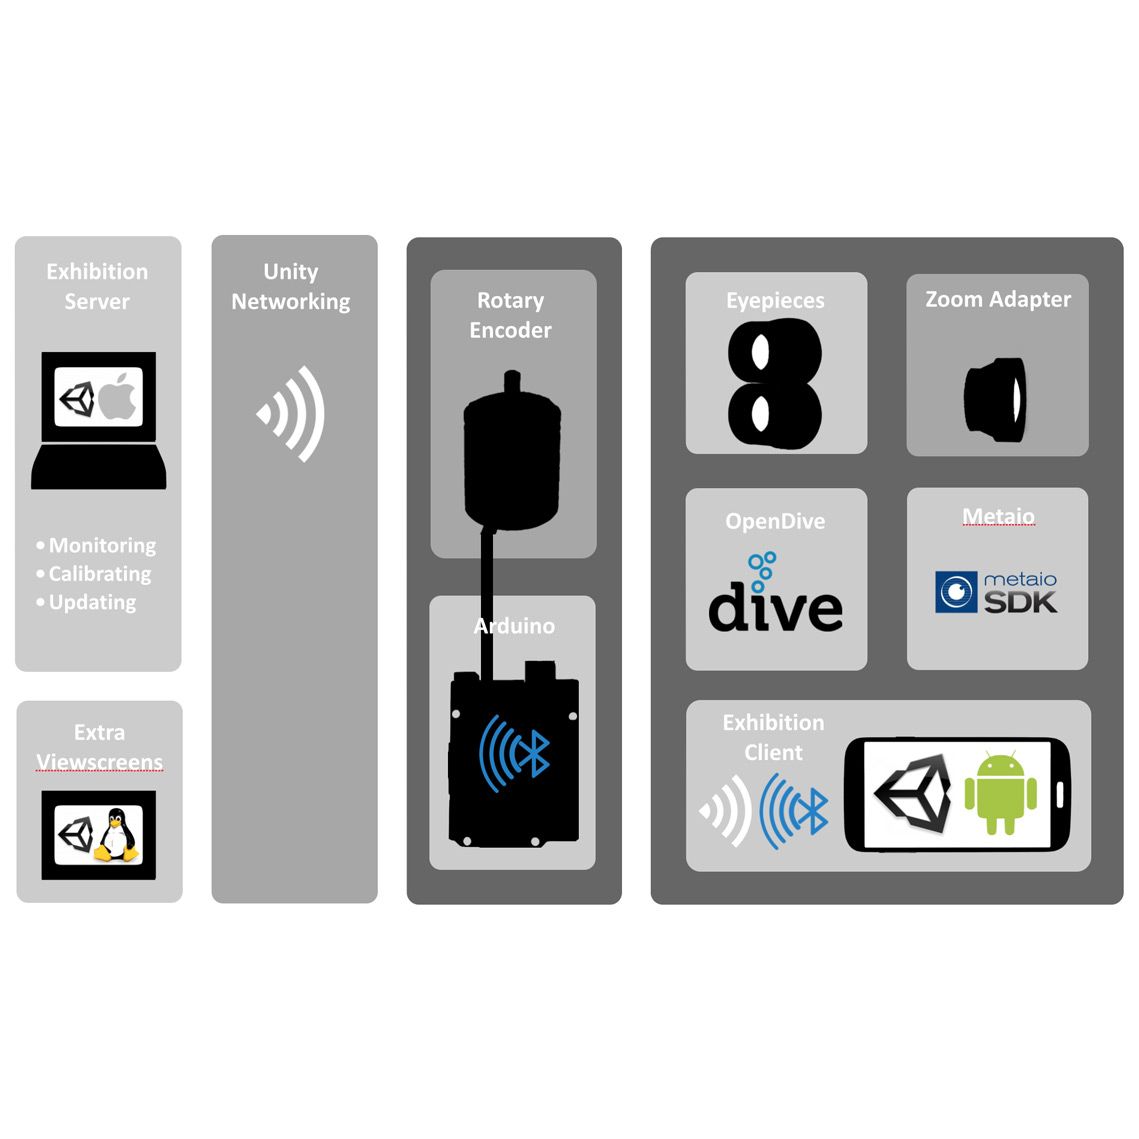 Exhibition
Server
• Monitoring
• Calibrating
• Updating
Extra
Viewscreens
Unity
Networking
Rotary
Encoder
Arduino
Eyepieces
Zoom Adapter
OpenDive
dive
Metaio
metaio
SDK
Exhibition
Client